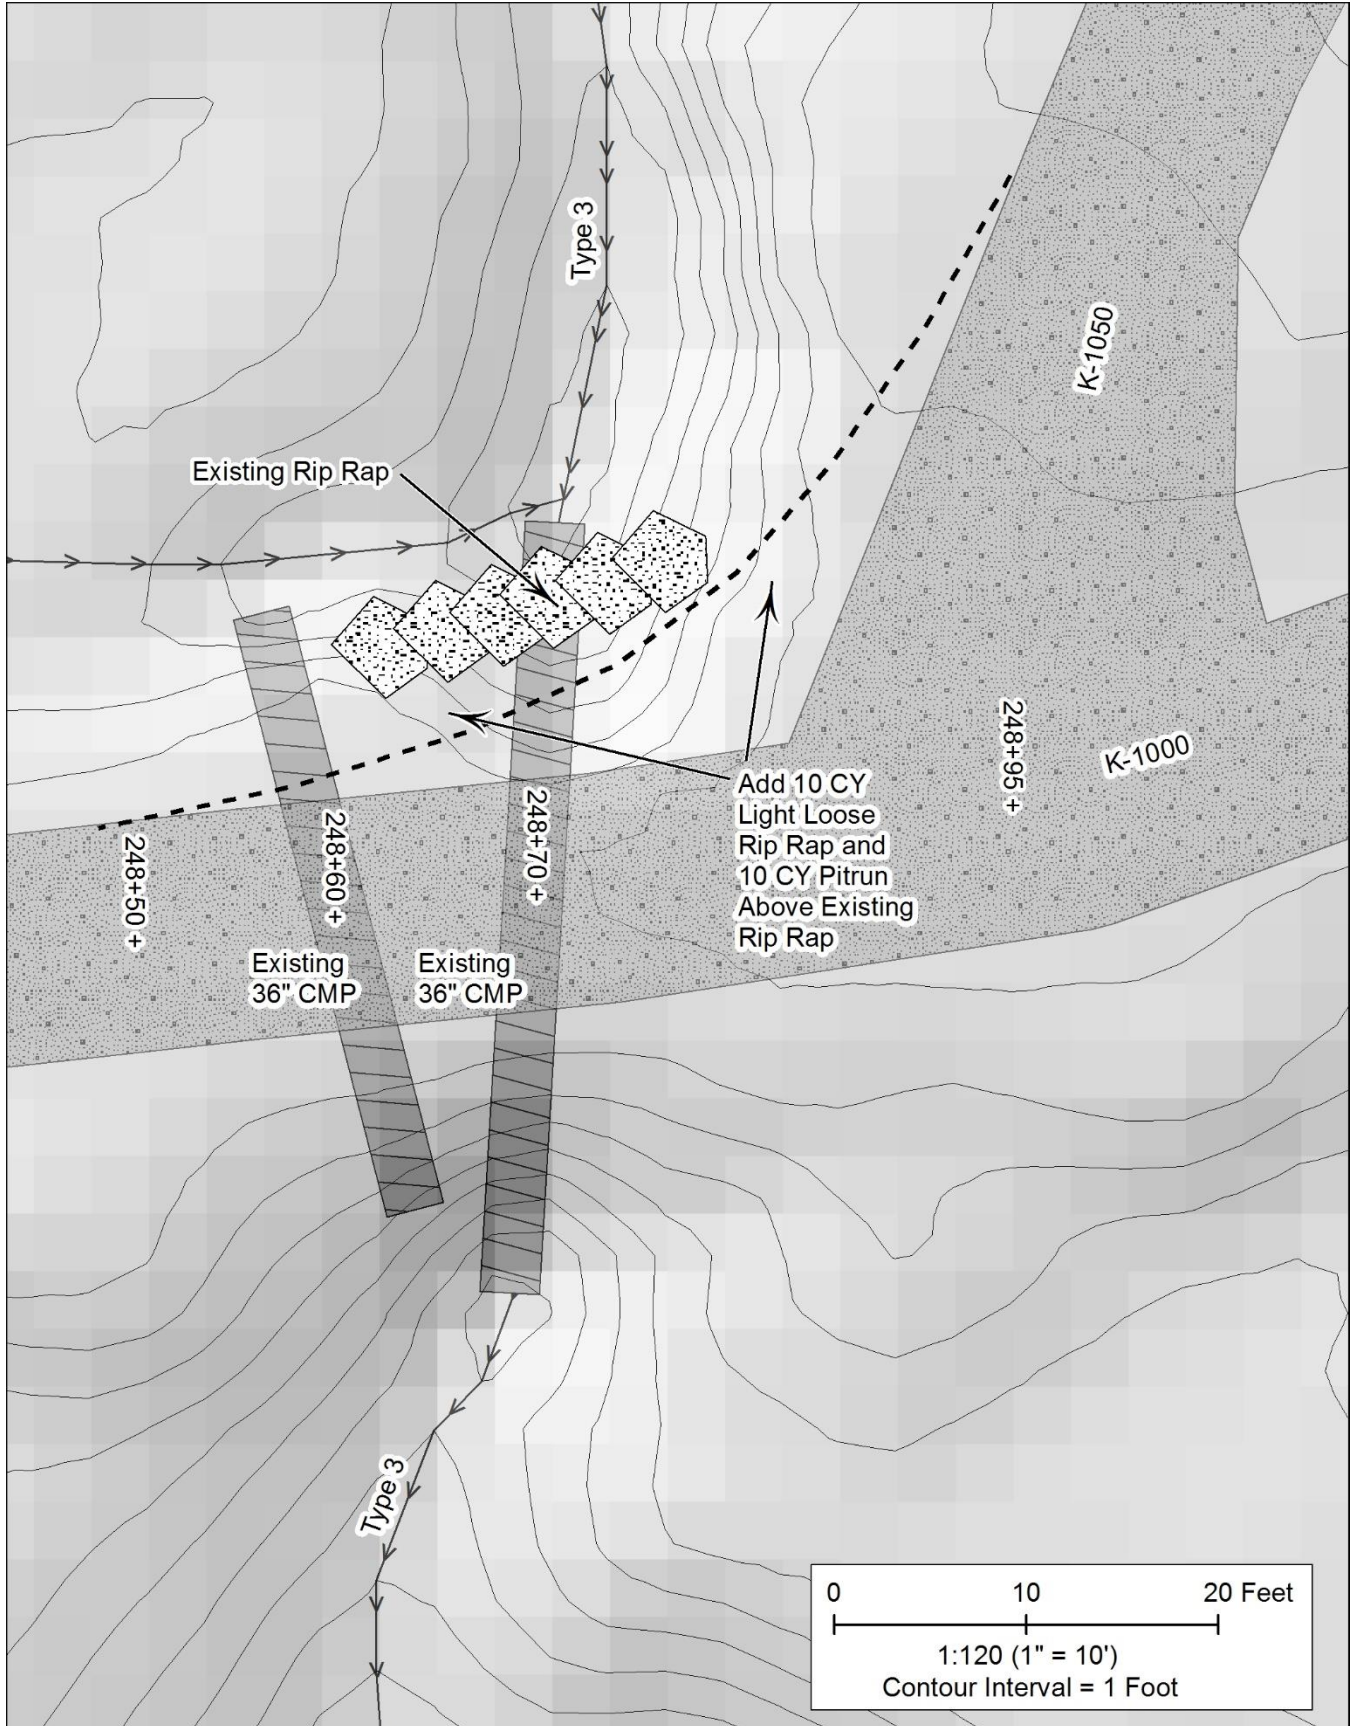 Type 3
K-1050
Existing Rip Rap
248+95 +
K-1000
Add 10 CY
Light Loose
Rip Rap and
10 CY Pitrun
Above Existing
Rip Rap
248+50 +
248+60 +
248+70 +
Existing
36" CMP
Existing
36" CMP
Type 3
0 10 20 Feet
1:120 (1" = 10')
Contour Interval = 1 Foot